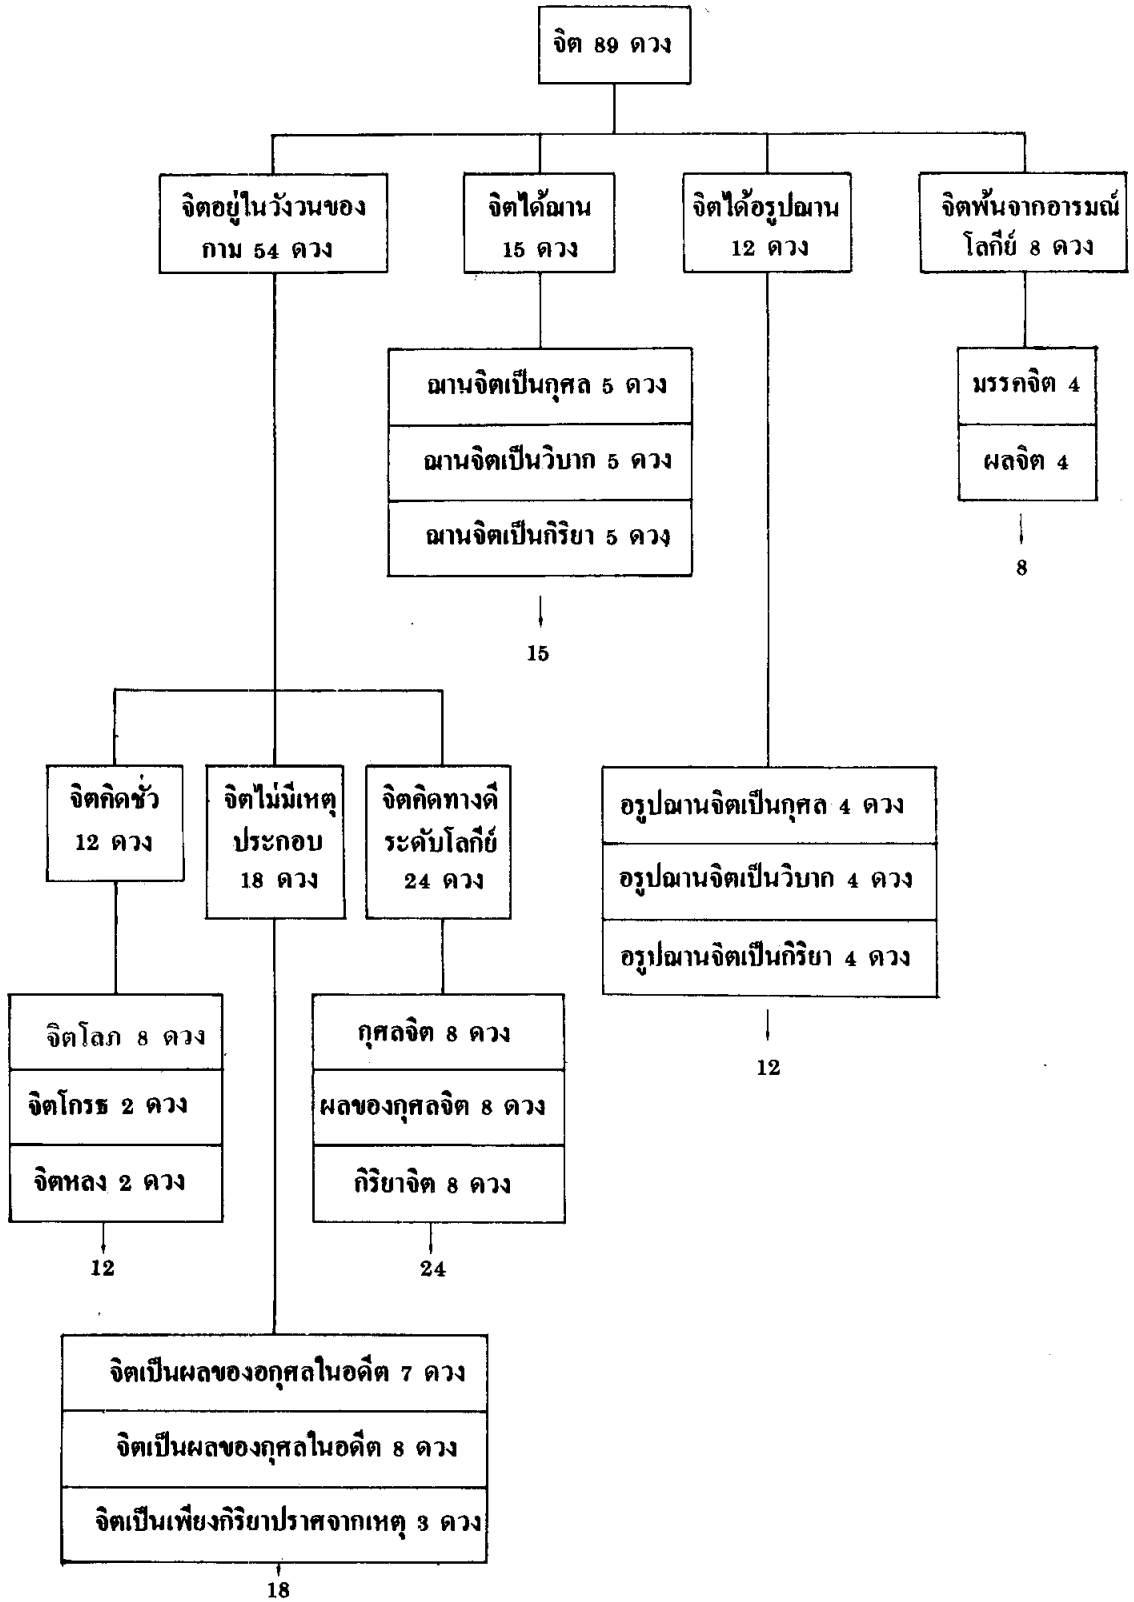 จิต 89 ดวง
จิตอยู่ในวังวนของ
กาม 54 ดวง
จิตได้ฌาน
15 ดวง
จิตได้อรูปฌาน
12 ดวง
จิตพ้นจากอารมณ์
โลกีย์ 8 ดวง
ฌานจิตเป็นกุศล 5 ดวง
ฌานจิตเป็นวิบาก 5 ดวง
ฌานจิตเป็นกิริยา 5 ดวง
15
มรรคจิต 4
ผลจิต 4
8
จิตคิดชั่ว
12 ดวง
จิตไม่มีเหตุ
ประกอบ
18 ดวง
จิตคิดทางดี
ระดับโลกีย์
24 ดวง
อรูปฌานจิตเป็นกุศล 4 ดวง
อรูปฌานจิตเป็นวิบาก 4 ดวง
อรูปฌานจิตเป็นกิริยา 4 ดวง
12
จิตโลภ 8 ดวง
จิตโกรธ 2 ดวง
จิตหลง 2 ดวง
12
กุศลจิต 8 ดวง
ผลของกุศลจิต 8 ดวง
กิริยาจิต 8 ดวง
24
จิตเป็นผลของอกุศลในอดีต 7 ดวง
จิตเป็นผลของกุศลในอดีต 8 ดวง
จิตเป็นเพียงกิริยาปราศจากเหตุ 3 ดวง
18